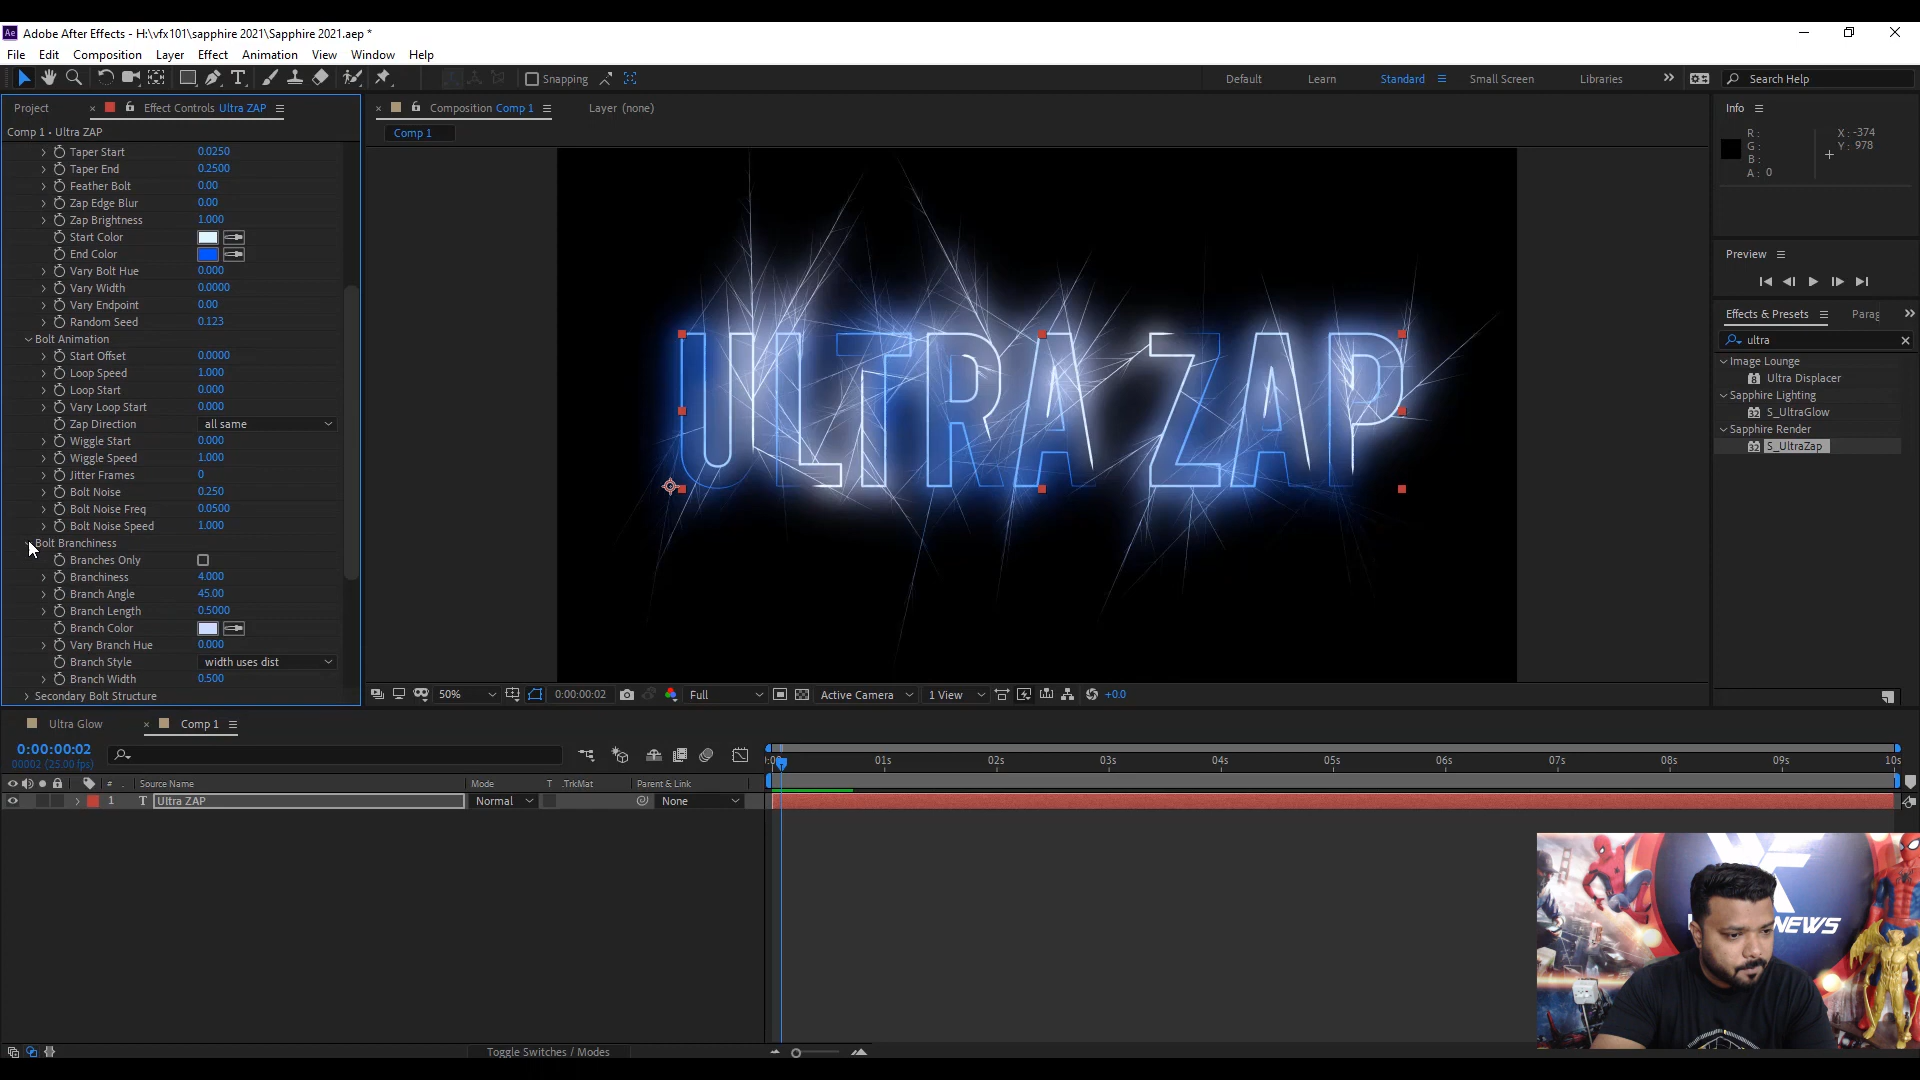 Ae Adobe After Effects - H:\vfx101\sapphire 2021\Sapphire 2021.aep *
File Edit Composition Layer Effect Animation View Window Help
T Snapping Default Learn Standard Small Screen Libraries Search Help
Project Effect Controls Ultra ZAP Composition Comp 1 Layer (none) Info
Comp 1 • Ultra ZAP
Comp 1
Taper Start 0.0250
Taper End 0.2500
Feather Bolt 0.00
Zap Edge Blur 0.00
Zap Brightness 1.000
Start Color
End Color
Vary Bolt Hue 0.000
Vary Width 0.0000
Vary Endpoint 0.00
Random Seed 0.123
Bolt Animation
Start Offset 0.0000
Loop Speed 1.000
Loop Start 0.000
Vary Loop Start 0.000
Zap Direction all same
Wiggle Start 0.000
Wiggle Speed 1.000
Jitter Frames 0
Bolt Noise 0.250
Bolt Noise Freq 0.0500
Bolt Noise Speed 1.000
Bolt Branchiness
Branches Only
Branchiness 4.000
Branch Angle 45.00
Branch Length 0.5000
Branch Color
Vary Branch Hue 0.000
Branch Style width uses dist
Branch Width 0.500
Secondary Bolt Structure
ULTRA ZAP
50% 0:00:00:02 Full Active Camera 1 View +0.0
R:
G:
B:
A: 0
X: -374
Y: 978
Preview
Effects & Presets Parag
ultra
Image Lounge
Ultra Displacer
Sapphire Lighting
S_UltraGlow
Sapphire Render
S_UltraZap
Ultra Glow Comp 1
0:00:00:02
00002 (25.00 fps)
# Source Name Mode T .TrkMat Parent & Link
1 T Ultra ZAP Normal None
01s 02s 03s 04s 05s 06s 07s 08s 09s 10s
Toggle Switches / Modes
NEWS